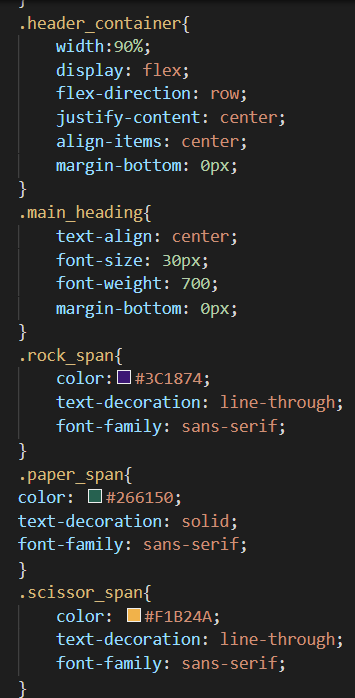 }
.header_container{
width:90%;
display: flex;
flex-direction: row;
justify-content: center;
align-items: center;
margin-bottom: 0px;
}
.main_heading{
text-align: center;
font-size: 30px;
font-weight: 700;
margin-bottom: 0px;
}
.rock_span{
color:#3C1874;
text-decoration: line-through;
font-family: sans-serif;
}
.paper_span{
color: #266150;
text-decoration: solid;
font-family: sans-serif;
}
.scissor_span{
color: #F1B24A;
text-decoration: line-through;
font-family: sans-serif;
}